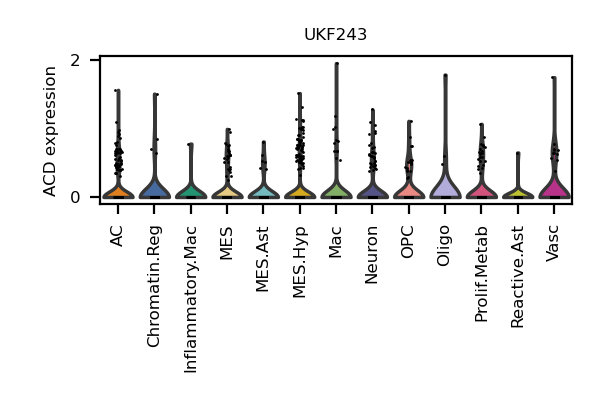 UKF243
ACD expression
2
0
AC
Chromatin.Reg
Inflammatory.Mac
MES
MES.Ast
MES.Hyp
Mac
Neuron
OPC
Oligo
Prolif.Metab
Reactive.Ast
Vasc